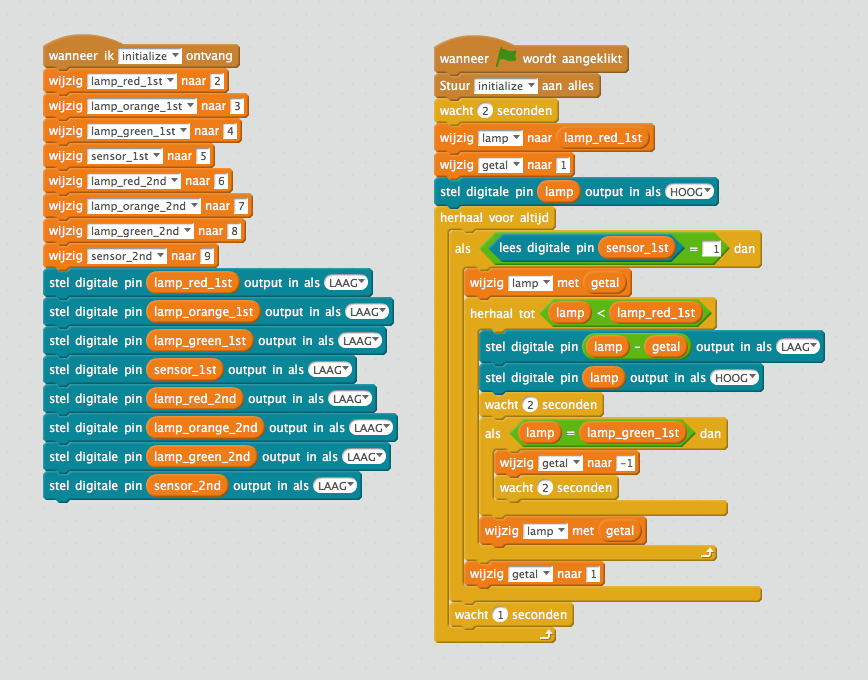 wanneer ik initialize ontvang
wijzig lamp_red_1st naar 2
wijzig lamp_orange_1st naar 3
wijzig lamp_green_1st naar 4
wijzig sensor_1st naar 5
wijzig lamp_red_2nd naar 6
wijzig lamp_orange_2nd naar 7
wijzig lamp_green_2nd naar 8
wijzig sensor_2nd naar 9
stel digitale pin lamp_red_1st output in als LAAG
stel digitale pin lamp_orange_1st output in als LAAG
stel digitale pin lamp_green_1st output in als LAAG
stel digitale pin sensor_1st output in als LAAG
stel digitale pin lamp_red_2nd output in als LAAG
stel digitale pin lamp_orange_2nd output in als LAAG
stel digitale pin lamp_green_2nd output in als LAAG
stel digitale pin sensor_2nd output in als LAAG
wanneer wordt aangeklikt
Stuur initialize aan alles
wacht 2 seconden
wijzig lamp naar lamp_red_1st
wijzig getal naar 1
stel digitale pin lamp output in als HOOG
herhaal voor altijd
als lees digitale pin sensor_1st = 1 dan
wijzig lamp met getal
herhaal tot lamp < lamp_red_1st
stel digitale pin lamp - getal output in als LAAG
stel digitale pin lamp output in als HOOG
wacht 2 seconden
als lamp = lamp_green_1st dan
wijzig getal naar -1
wacht 2 seconden
wijzig lamp met getal
wijzig getal naar 1
wacht 1 seconden